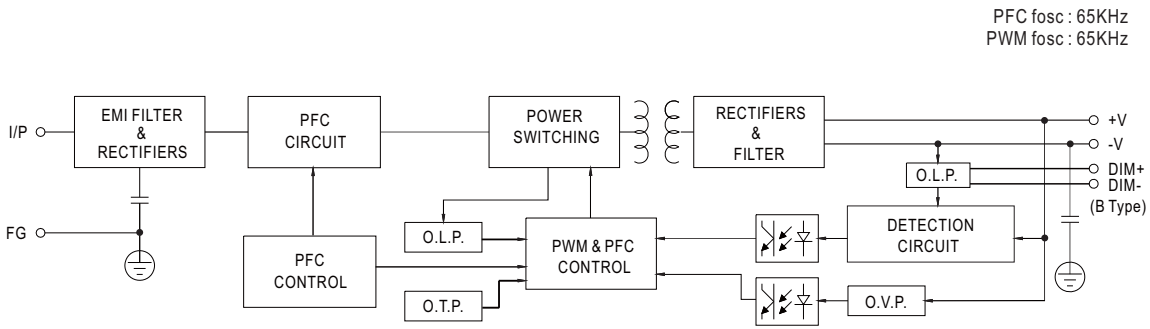 PFC fosc : 65KHz
PWM fosc : 65KHz
I/P
EMI FILTER
&
RECTIFIERS
PFC
CIRCUIT
POWER
SWITCHING
RECTIFIERS
&
FILTER
+V
-V
O.L.P.
DIM+
DIM-
(B Type)
FG
O.L.P.
DETECTION
CIRCUIT
PFC
CONTROL
PWM & PFC
CONTROL
O.T.P.
O.V.P.